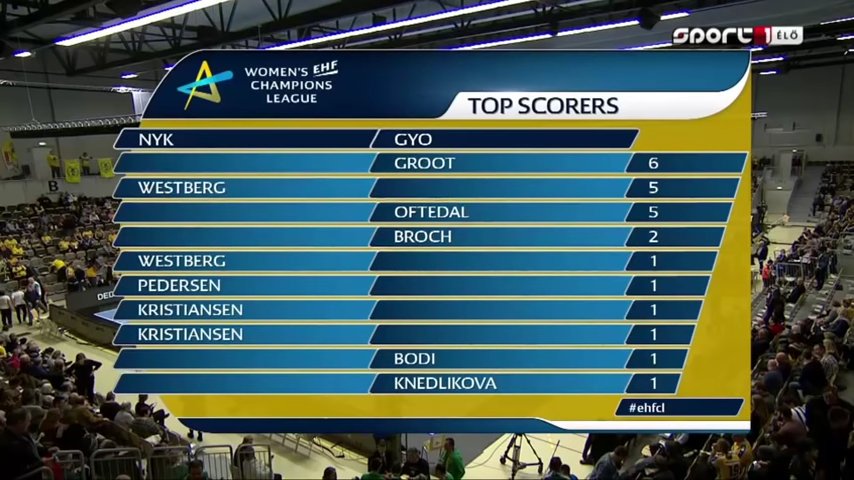 sport1 ÉLŐ
WOMEN'S EHF
CHAMPIONS
LEAGUE
TOP SCORERS
NYK GYO
GROOT 6
WESTBERG 5
OFTEDAL 5
BROCH 2
WESTBERG 1
PEDERSEN 1
KRISTIANSEN 1
KRISTIANSEN 1
BODI 1
KNEDLIKOVA 1
#ehfcl
B
DED